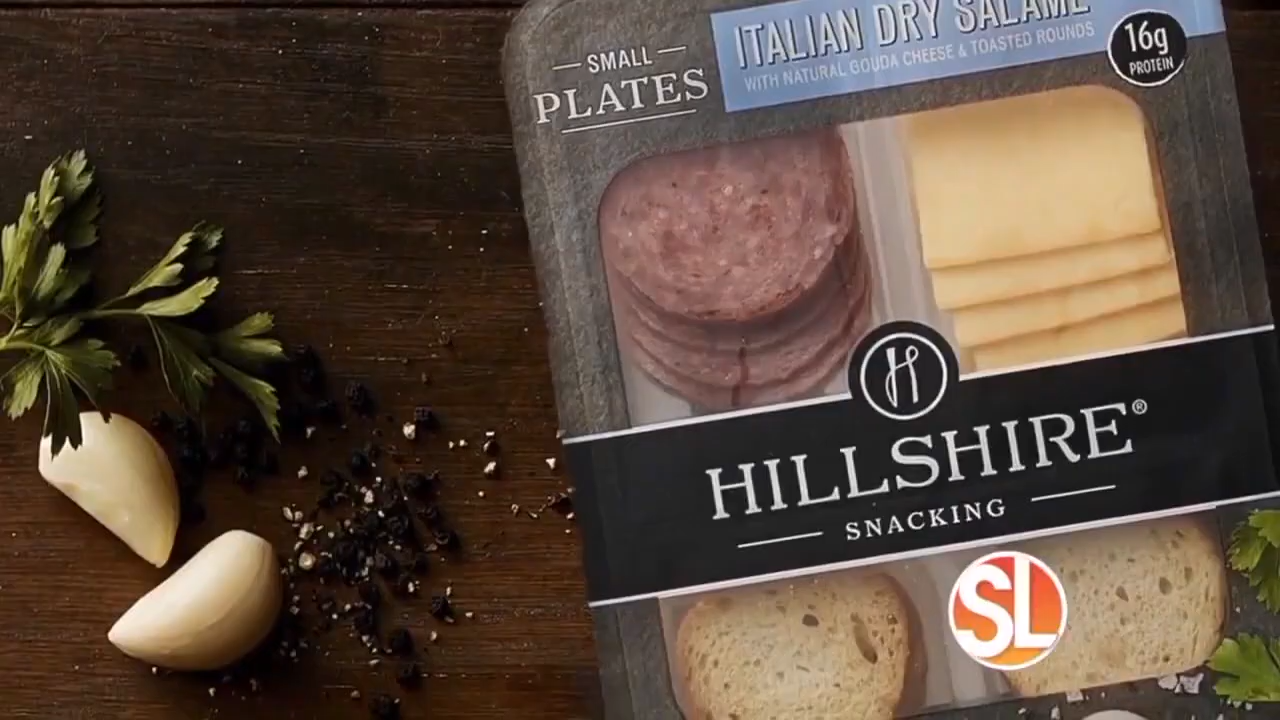 SMALL
PLATES
ITALIAN DRY SALAME
WITH NATURAL GOUDA CHEESE & TOASTED ROUNDS
16g
PROTEIN
H
HILLSHIRE®
SNACKING
SL